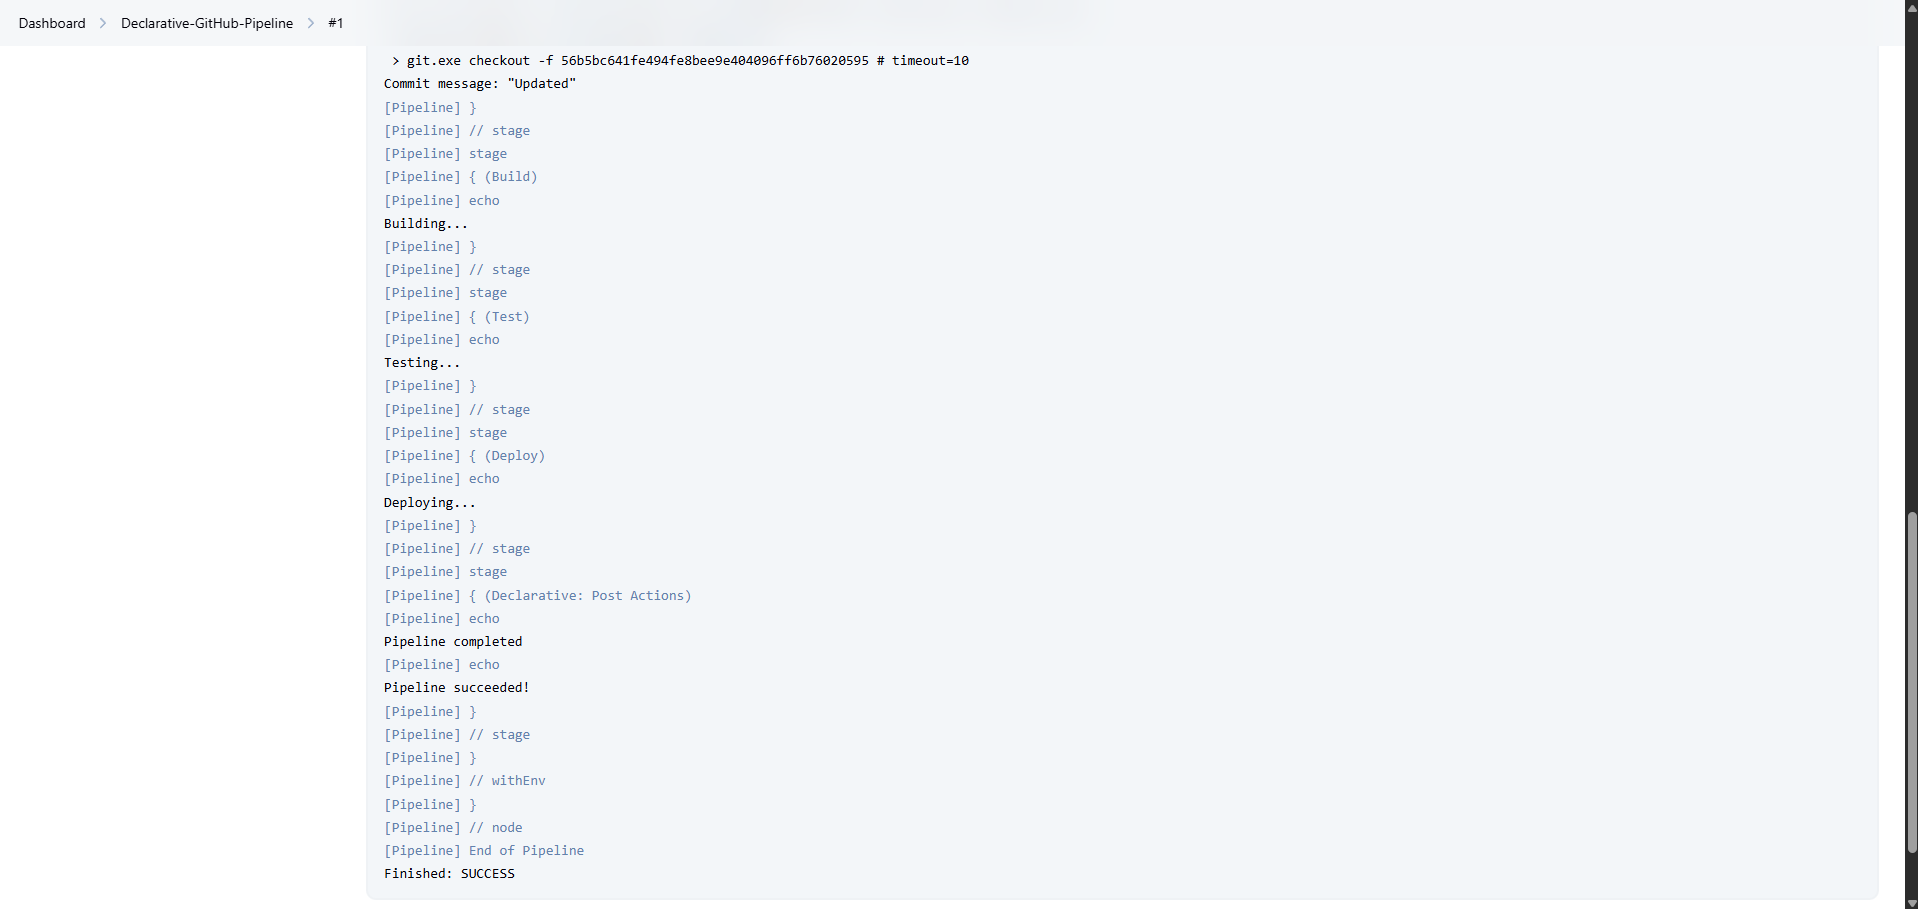 Dashboard > Declarative-GitHub-Pipeline > #1
> git.exe checkout -f 56b5bc641fe494fe8bee9e404096ff6b76020595 # timeout=10
Commit message: "Updated"
[Pipeline] }
[Pipeline] // stage
[Pipeline] stage
[Pipeline] { (Build)
[Pipeline] echo
Building...
[Pipeline] }
[Pipeline] // stage
[Pipeline] stage
[Pipeline] { (Test)
[Pipeline] echo
Testing...
[Pipeline] }
[Pipeline] // stage
[Pipeline] stage
[Pipeline] { (Deploy)
[Pipeline] echo
Deploying...
[Pipeline] }
[Pipeline] // stage
[Pipeline] stage
[Pipeline] { (Declarative: Post Actions)
[Pipeline] echo
Pipeline completed
[Pipeline] echo
Pipeline succeeded!
[Pipeline] }
[Pipeline] // stage
[Pipeline] }
[Pipeline] // withEnv
[Pipeline] }
[Pipeline] // node
[Pipeline] End of Pipeline
Finished: SUCCESS